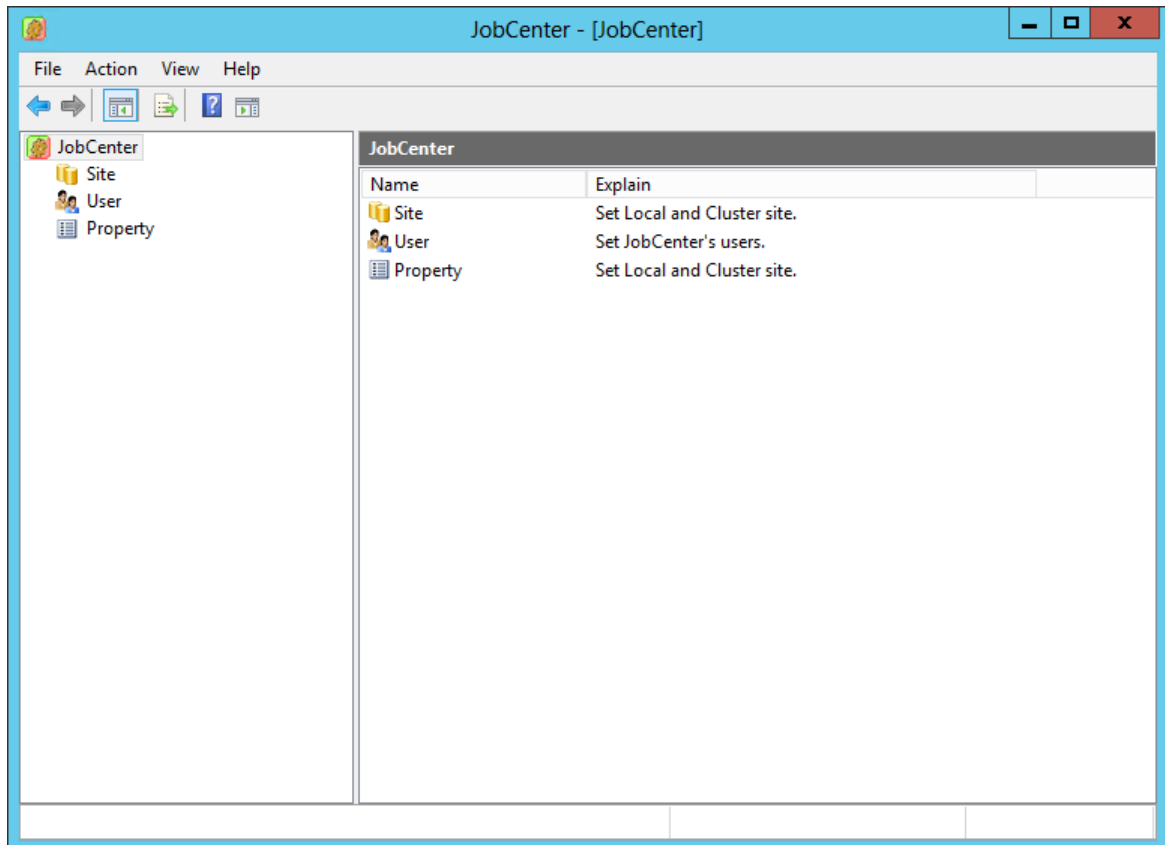 JobCenter - [JobCenter]
File Action View Help
JobCenter
Site
User
Property
JobCenter
Name Explain
Site Set Local and Cluster site.
User Set JobCenter's users.
Property Set Local and Cluster site.